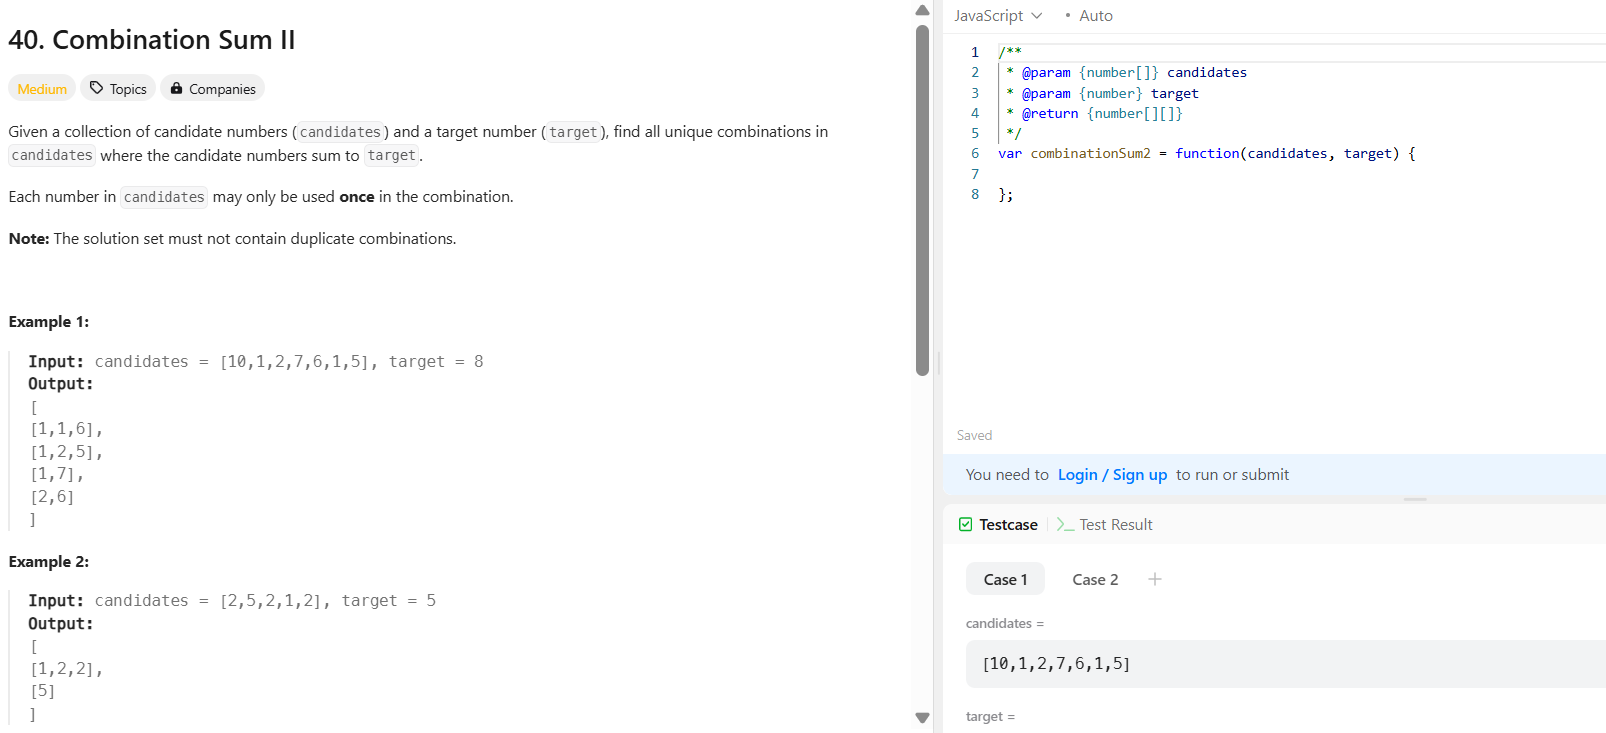 40. Combination Sum II
Medium
Topics
Companies
Given a collection of candidate numbers (candidates) and a target number (target), find all unique combinations in
candidates where the candidate numbers sum to target.
Each number in candidates may only be used once in the combination.
Note: The solution set must not contain duplicate combinations.
Example 1:
Input: candidates = [10,1,2,7,6,1,5], target = 8
Output:
[
[1,1,6],
[1,2,5],
[1,7],
[2,6]
]
Example 2:
Input: candidates = [2,5,2,1,2], target = 5
Output:
[
[1,2,2],
[5]
]
JavaScript • Auto
1 /**
2 * @param {number[]} candidates
3 * @param {number} target
4 * @return {number[][]}
5 */
6 var combinationSum2 = function(candidates, target) {
7
8 };
Saved
You need to Login / Sign up to run or submit
Testcase
>_ Test Result
Case 1
Case 2
+
candidates =
[10,1,2,7,6,1,5]
target =